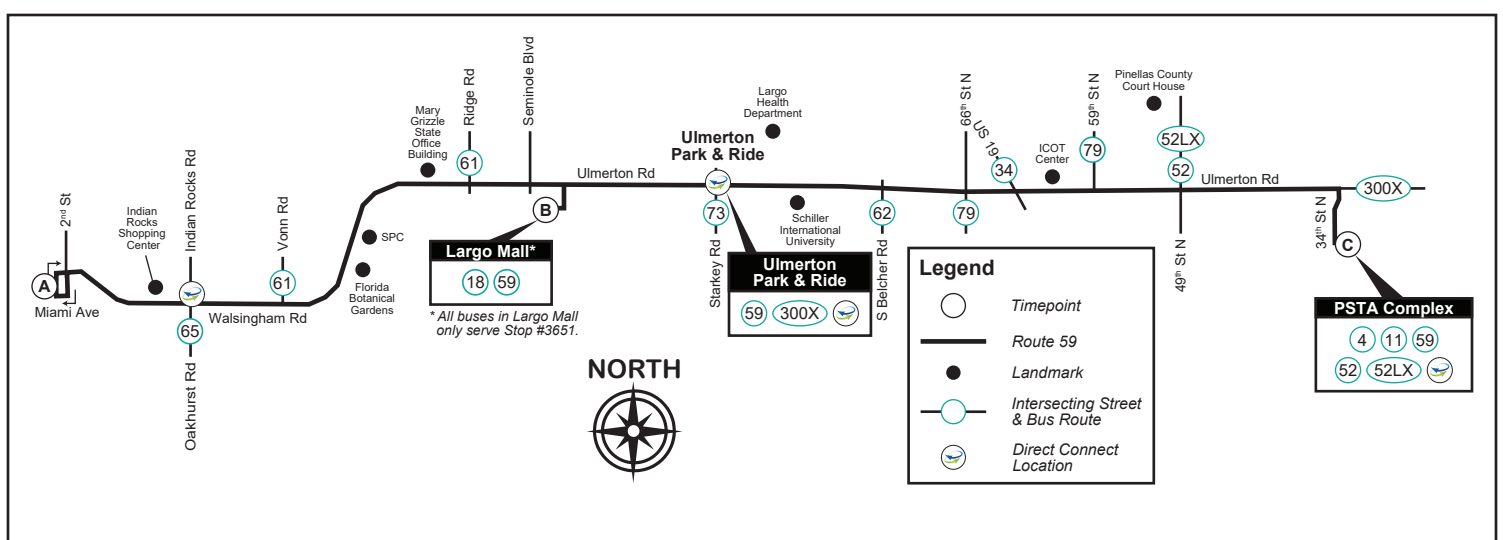 A
Miami Ave
2nd St
Indian
Rocks
Shopping
Center
Indian Rocks Rd
65
Oakhurst Rd
Walsingham Rd
Vonn Rd
61
SPC
Florida
Botanical
Gardens
Mary
Grizzle
State
Office
Building
Ridge Rd
61
Seminole Blvd
B
Largo Mall*
18 59
* All buses in Largo Mall
only serve Stop #3651.
Ulmerton Rd
Ulmerton
Park & Ride
73
Starkey Rd
Largo
Health
Department
Schiller
International
University
Ulmerton
Park & Ride
59 300X
62
S Belcher Rd
66th St N
79
US 19
34
ICOT
Center
59th St N
79
Pinellas County
Court House
52LX
52
49th St N
Ulmerton Rd
300X
34th St N
C
PSTA Complex
4 11 59
52 52LX
NORTH
Legend
Timepoint
Route 59
Landmark
Intersecting Street
& Bus Route
Direct Connect
Location